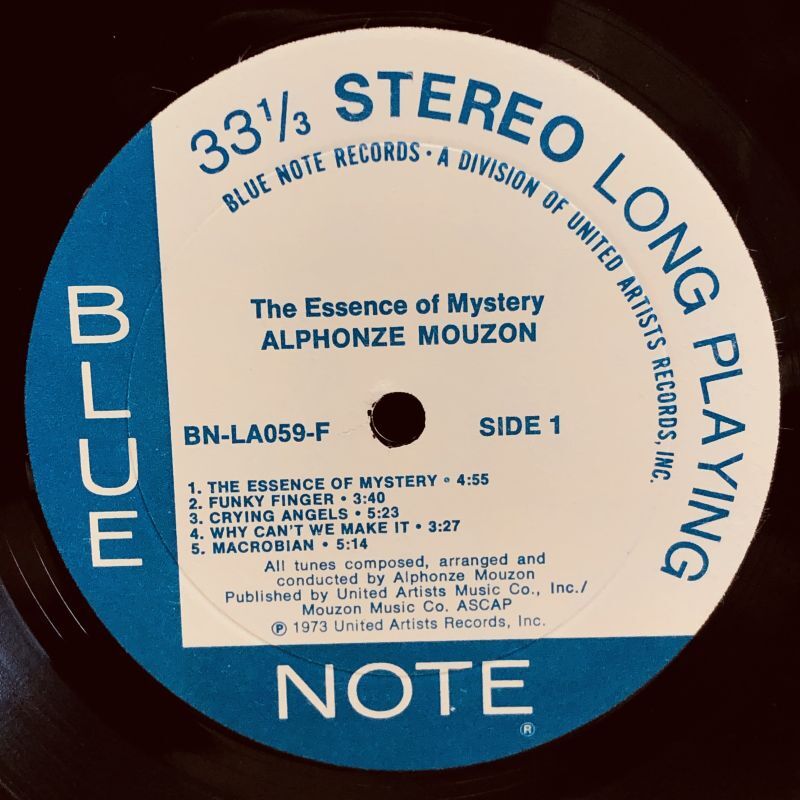 33⅓ STEREO LONG PLAYING
BLUE NOTE RECORDS • A DIVISION OF UNITED ARTISTS RECORDS, INC.
BLUE
The Essence of Mystery
ALPHONZE MOUZON
BN-LA059-F SIDE 1
1. THE ESSENCE OF MYSTERY • 4:55
2. FUNKY FINGER • 3:40
3. CRYING ANGELS • 5:23
4. WHY CAN'T WE MAKE IT • 3:27
5. MACROBIAN • 5:14
All tunes composed, arranged and
conducted by Alphonze Mouzon
Published by United Artists Music Co., Inc./
Mouzon Music Co. ASCAP
℗ 1973 United Artists Records, Inc.
NOTE
®